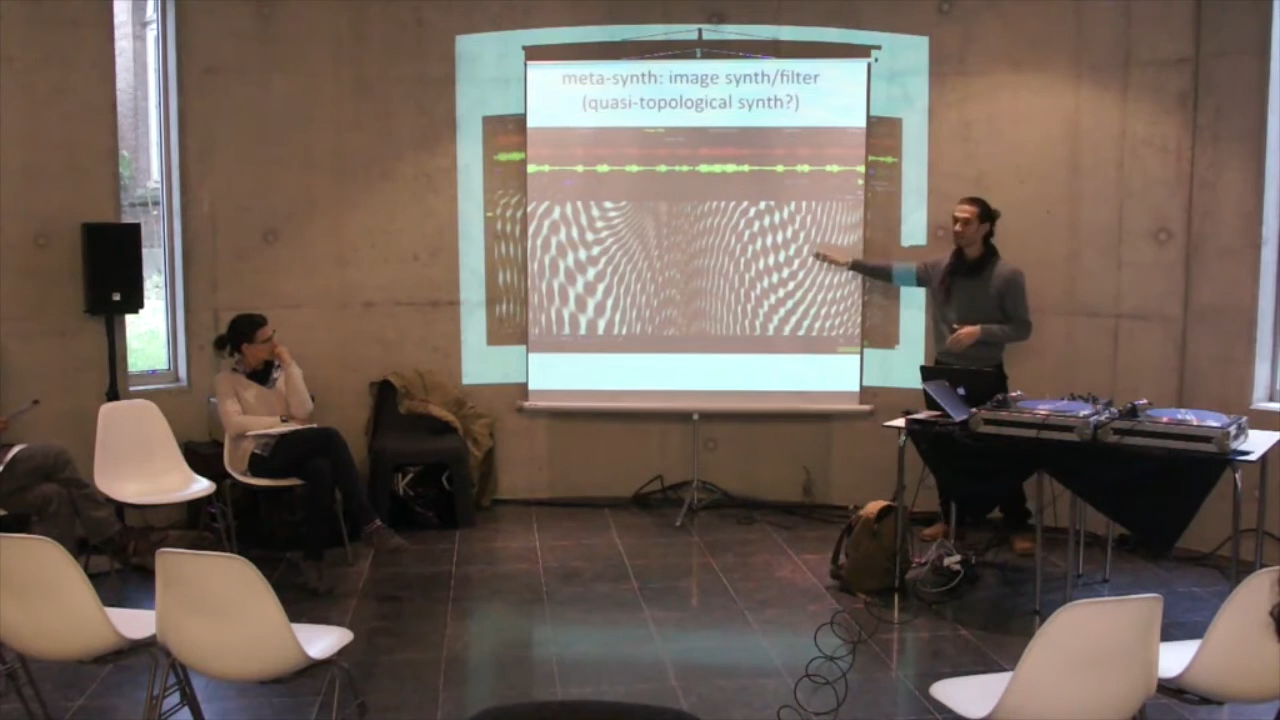 meta-synth: image synth/filter
(quasi-topological synth?)